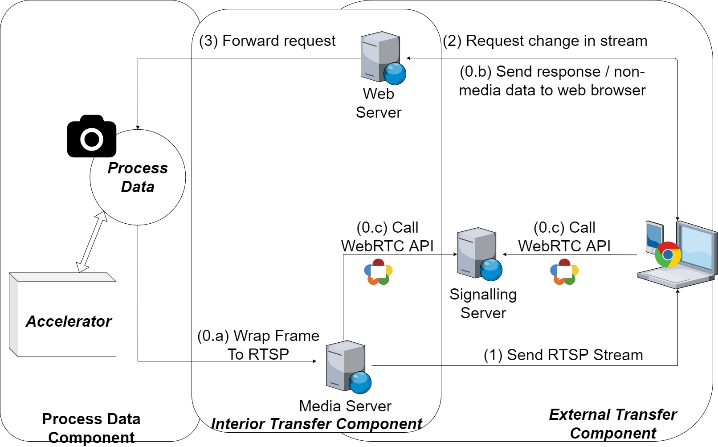 (3) Forward request
(2) Request change in stream
(0.b) Send response / non-
media data to web browser
Web
Server
Process
Data
(0.c) Call
WebRTC API
(0.c) Call
WebRTC API
Signalling
Server
Accelerator
(0.a) Wrap Frame
To RTSP
(1) Send RTSP Stream
Media Server
Process Data
Component
Interior Transfer Component
External Transfer
Component